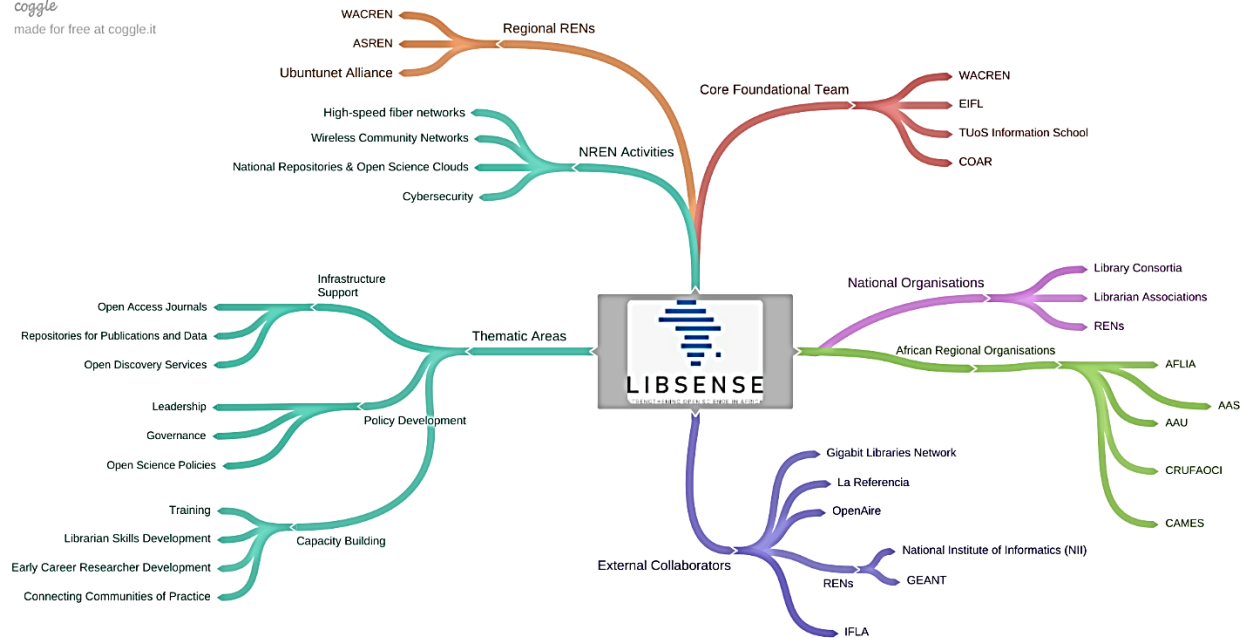 coggle
made for free at coggle.it
WACREN
ASREN
Ubuntunet Alliance
Regional RENs
High-speed fiber networks
Wireless Community Networks
National Repositories & Open Science Clouds
Cybersecurity
NREN Activities
Core Foundational Team
WACREN
EIFL
TUoS Information School
COAR
Infrastructure
Support
Open Access Journals
Repositories for Publications and Data
Open Discovery Services
Thematic Areas
Leadership
Governance
Open Science Policies
Policy Development
Training
Librarian Skills Development
Early Career Researcher Development
Connecting Communities of Practice
Capacity Building
LIBSENSE
STRENGTHENING OPEN SCIENCE IN AFRICA
National Organisations
Library Consortia
Librarian Associations
RENs
African Regional Organisations
AFLIA
AAS
AAU
CRUFAOCI
CAMES
External Collaborators
Gigabit Libraries Network
La Referencia
OpenAire
RENs
National Institute of Informatics (NII)
GEANT
IFLA